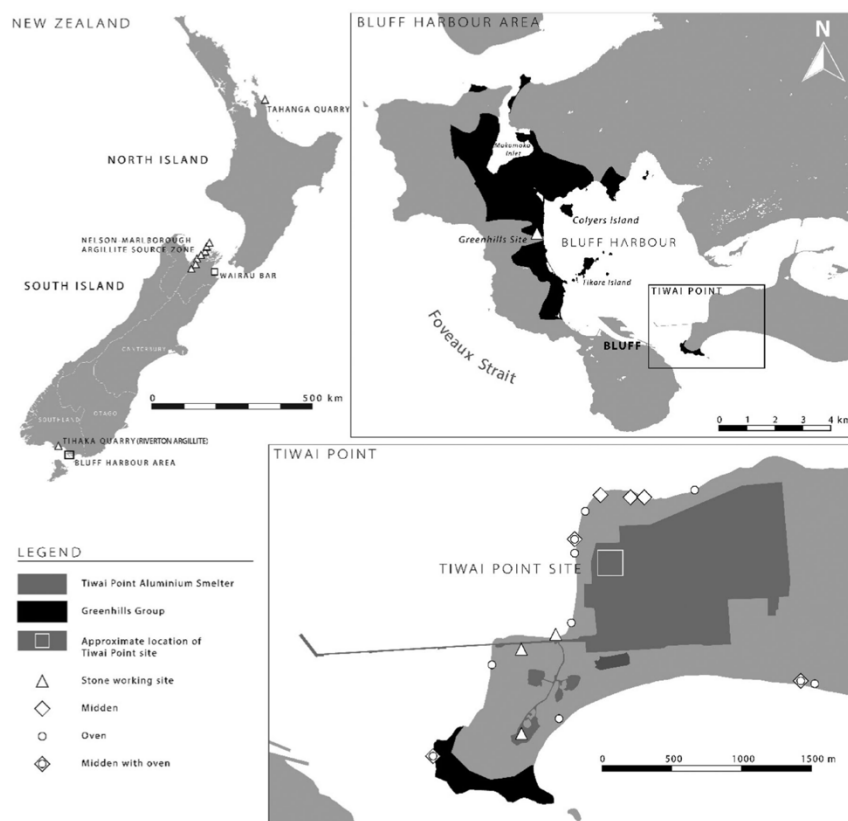 NEW ZEALAND
TAHANGA QUARRY
NORTH ISLAND
NELSON-MARLBOROUGH
ARGILLITE SOURCE ZONE
WAIRAU BAR
SOUTH ISLAND
CANTERBURY
0 500 km
SOUTHLAND
OTAGO
TIHAKA QUARRY (RIVERTON ARGILLITE)
BLUFF HARBOUR AREA
BLUFF HARBOUR AREA
N
Mokomoko
Inlet
Colyers Island
Greenhills Site
BLUFF HARBOUR
Tikare Island
TIWAI POINT
Foveaux Strait
BLUFF
0 1 2 3 4 km
TIWAI POINT
TIWAI POINT SITE
0 500 1000 1500 m
LEGEND
Tiwai Point Aluminium Smelter
Greenhills Group
Approximate location of
Tiwai Point site
Stone working site
Midden
Oven
Midden with oven